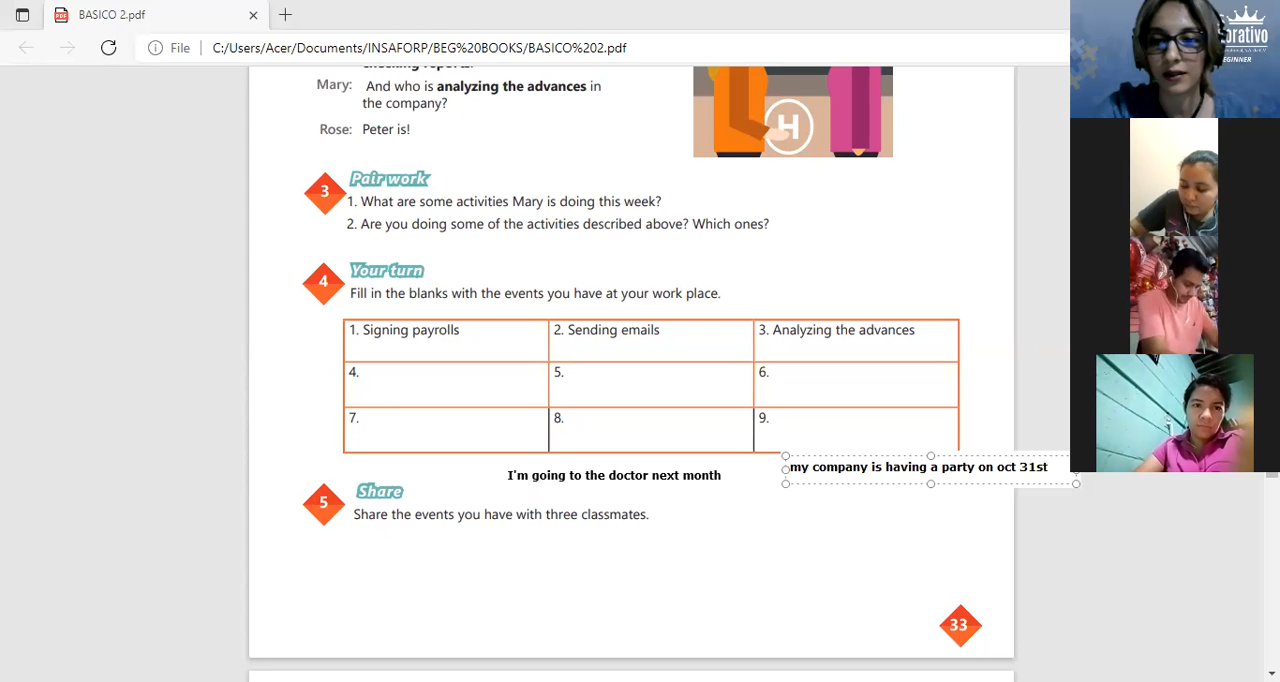 BASICO 2.pdf
File
C:/Users/Acer/Documents/INSAFORP/BEG%20BOOKS/BASICO%202.pdf
checking reports.
Mary: And who is analyzing the advances in
the company?
Rose: Peter is!
H
3
Pair work
1. What are some activities Mary is doing this week?
2. Are you doing some of the activities described above? Which ones?
4
Your turn
Fill in the blanks with the events you have at your work place.
1. Signing payrolls
2. Sending emails
3. Analyzing the advances
4.
5.
6.
7.
8.
9.
I'm going to the doctor next month
my company is having a party on oct 31st
5
Share
Share the events you have with three classmates.
33
EGINNER